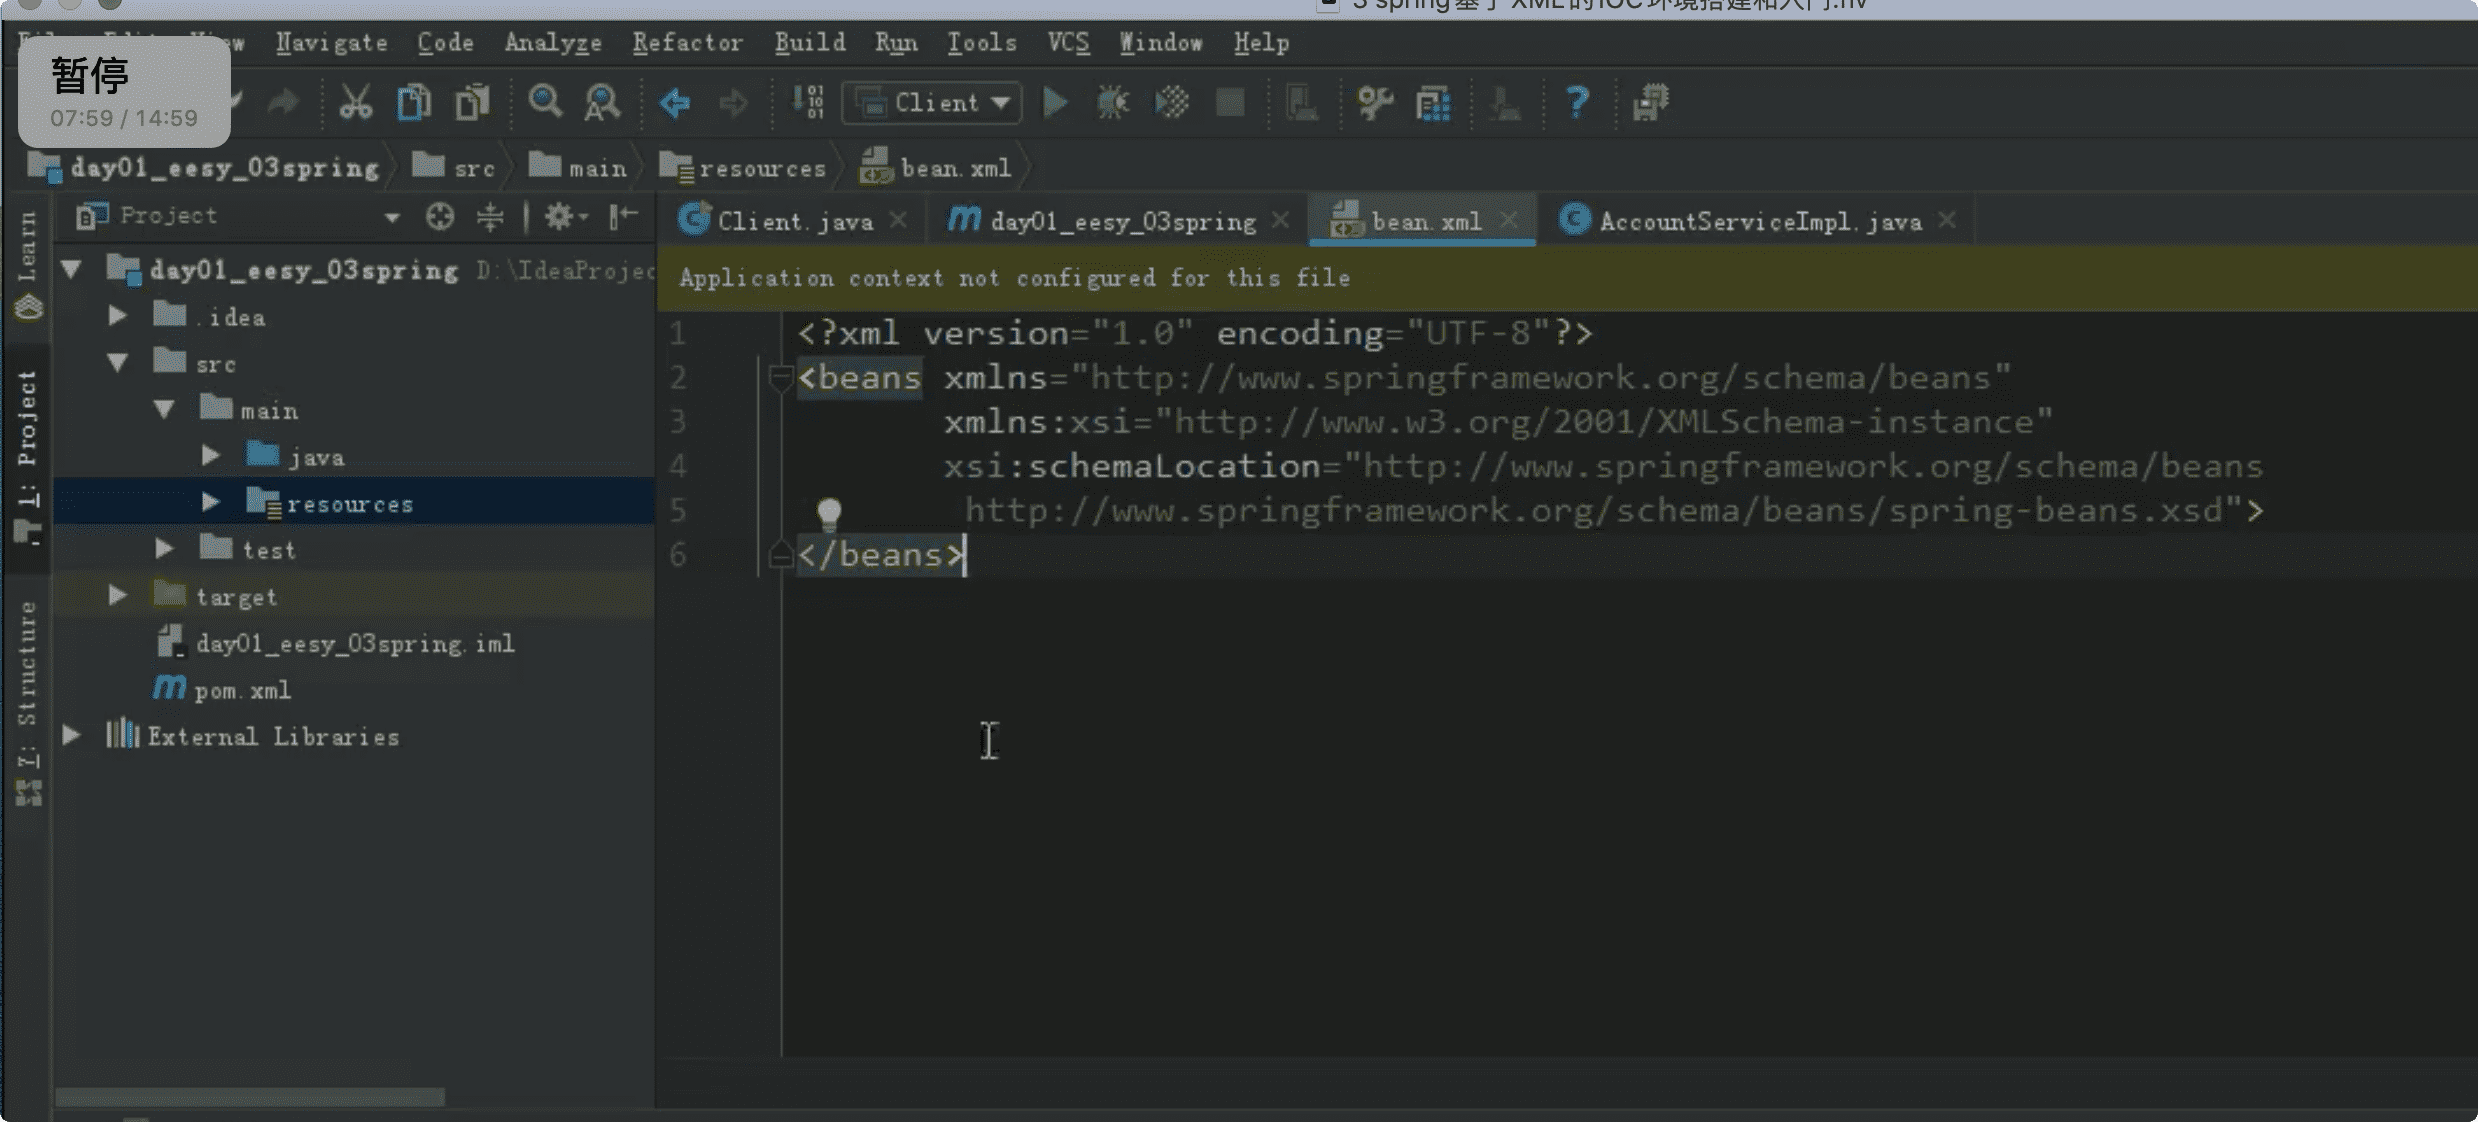 3 spring基于XML的IOC环境搭建和入门.flv
File Edit View Navigate Code Analyze Refactor Build Run Tools VCS Window Help
暂停
07:59 / 14:59
Client
day01_eesy_03spring src main resources bean.xml
Project
Client.java day01_eesy_03spring bean.xml AccountServiceImpl.java
Learn
1: Project
7: Structure
day01_eesy_03spring D:\IdeaProjec
.idea
src
main
java
resources
test
target
day01_eesy_03spring.iml
pom.xml
External Libraries
Application context not configured for this file
1 <?xml version="1.0" encoding="UTF-8"?>
2 <beans xmlns="http://www.springframework.org/schema/beans"
3 xmlns:xsi="http://www.w3.org/2001/XMLSchema-instance"
4 xsi:schemaLocation="http://www.springframework.org/schema/beans
5 http://www.springframework.org/schema/beans/spring-beans.xsd">
6 </beans>